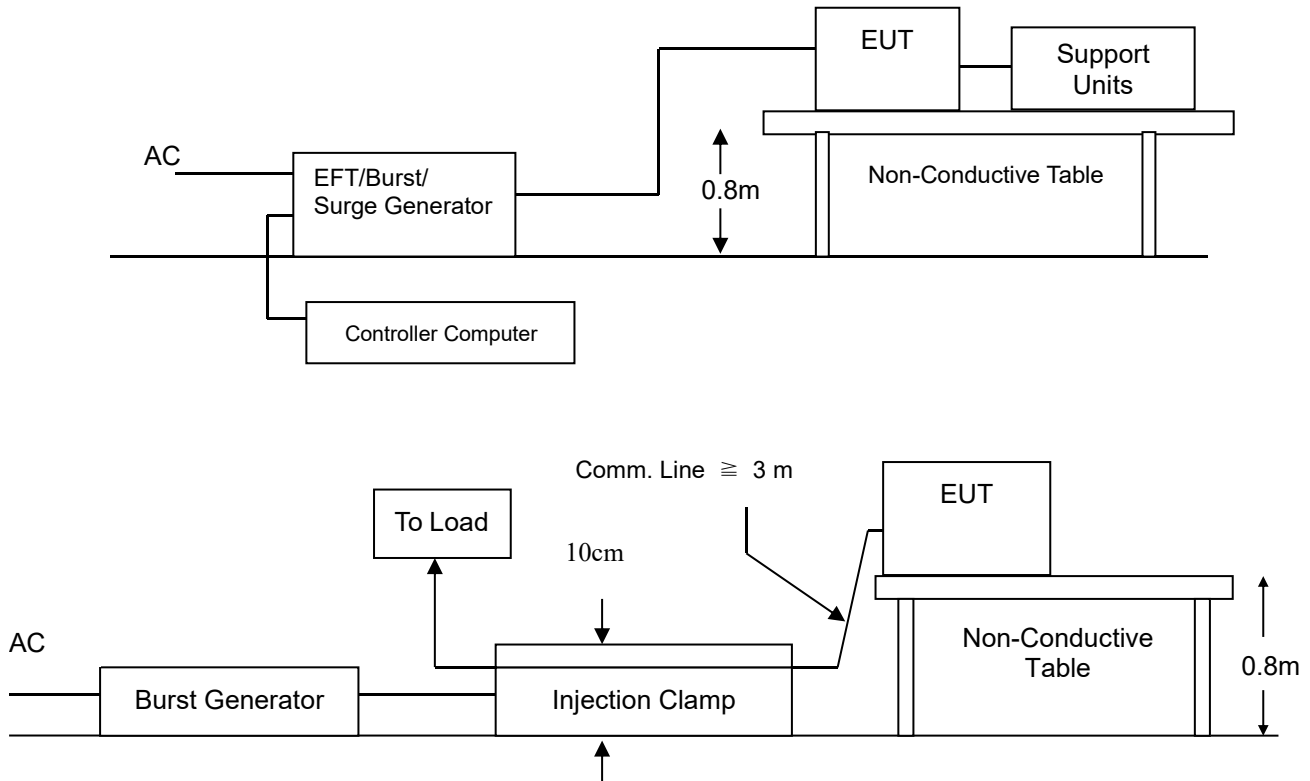 EUT
Support
Units
AC
EFT/Burst/
Surge Generator
0.8m
Non-Conductive Table
Controller Computer
Comm. Line ≧ 3 m
EUT
To Load
10cm
AC
Non-Conductive
Table
0.8m
Burst Generator
Injection Clamp